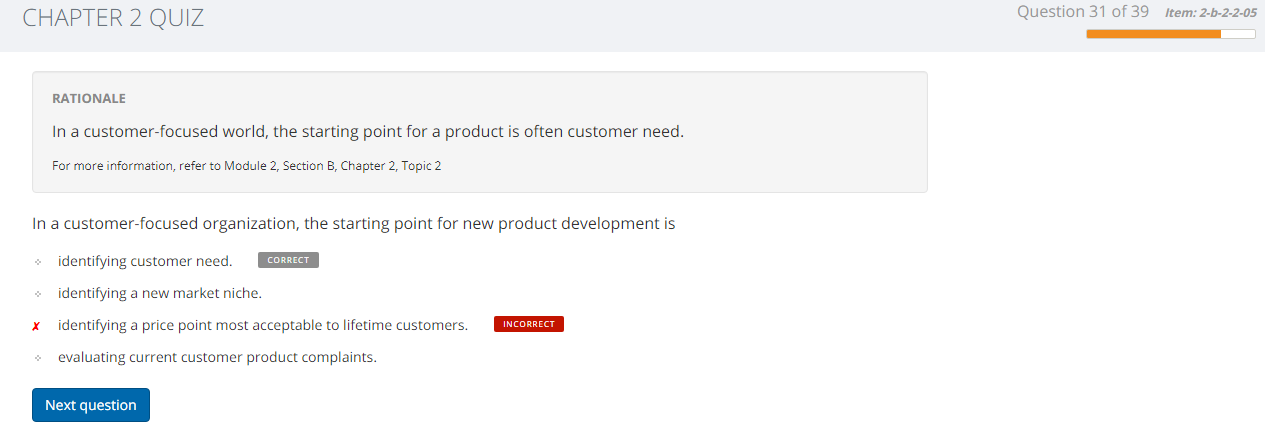 CHAPTER 2 QUIZ
Question 31 of 39 Item: 2-b-2-2-05
RATIONALE
In a customer-focused world, the starting point for a product is often customer need.
For more information, refer to Module 2, Section B, Chapter 2, Topic 2
In a customer-focused organization, the starting point for new product development is
identifying customer need. CORRECT
identifying a new market niche.
✗ identifying a price point most acceptable to lifetime customers. INCORRECT
evaluating current customer product complaints.
Next question